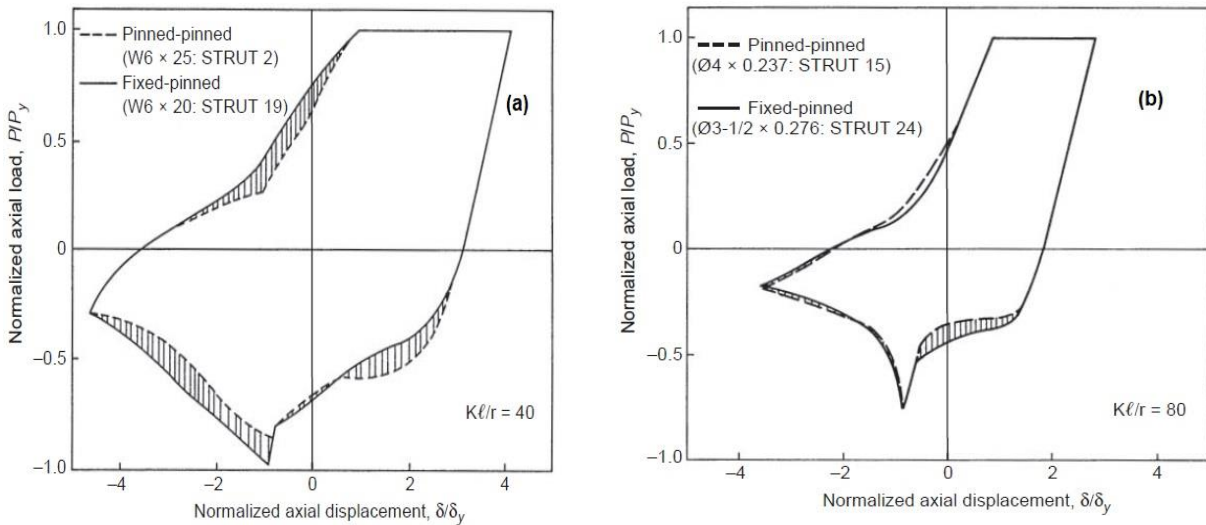 1.0
Pinned-pinned
(W6 × 25: STRUT 2)
Fixed-pinned
(W6 × 20: STRUT 19)
(a)
0.5
0
−0.5
−1.0
Kℓ/r = 40
−4
−2
0
2
4
Normalized axial load, P/Py
Normalized axial displacement, δ/δy
1.0
Pinned-pinned
(Ø4 × 0.237: STRUT 15)
Fixed-pinned
(Ø3-1/2 × 0.276: STRUT 24)
(b)
0.5
0
−0.5
−1.0
Kℓ/r = 80
−4
−2
0
2
4
Normalized axial load, P/Py
Normalized axial displacement, δ/δy